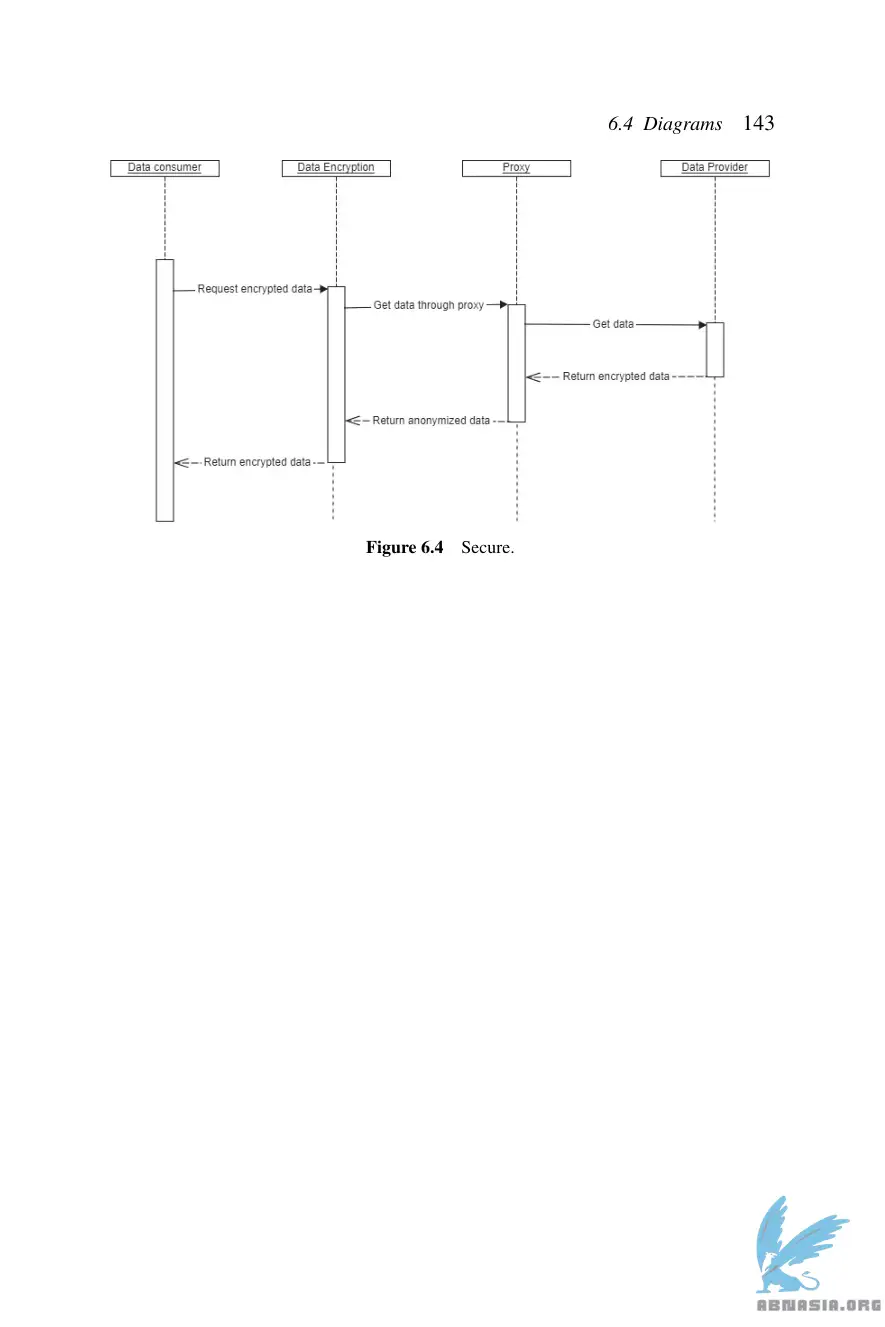 6.4 Diagrams 143
Data consumer
Data Encryption
Proxy
Data Provider
Request encrypted data
Get data through proxy
Get data
Return encrypted data
Return anonymized data
Return encrypted data
Figure 6.4 Secure.
ABNASIA.ORG